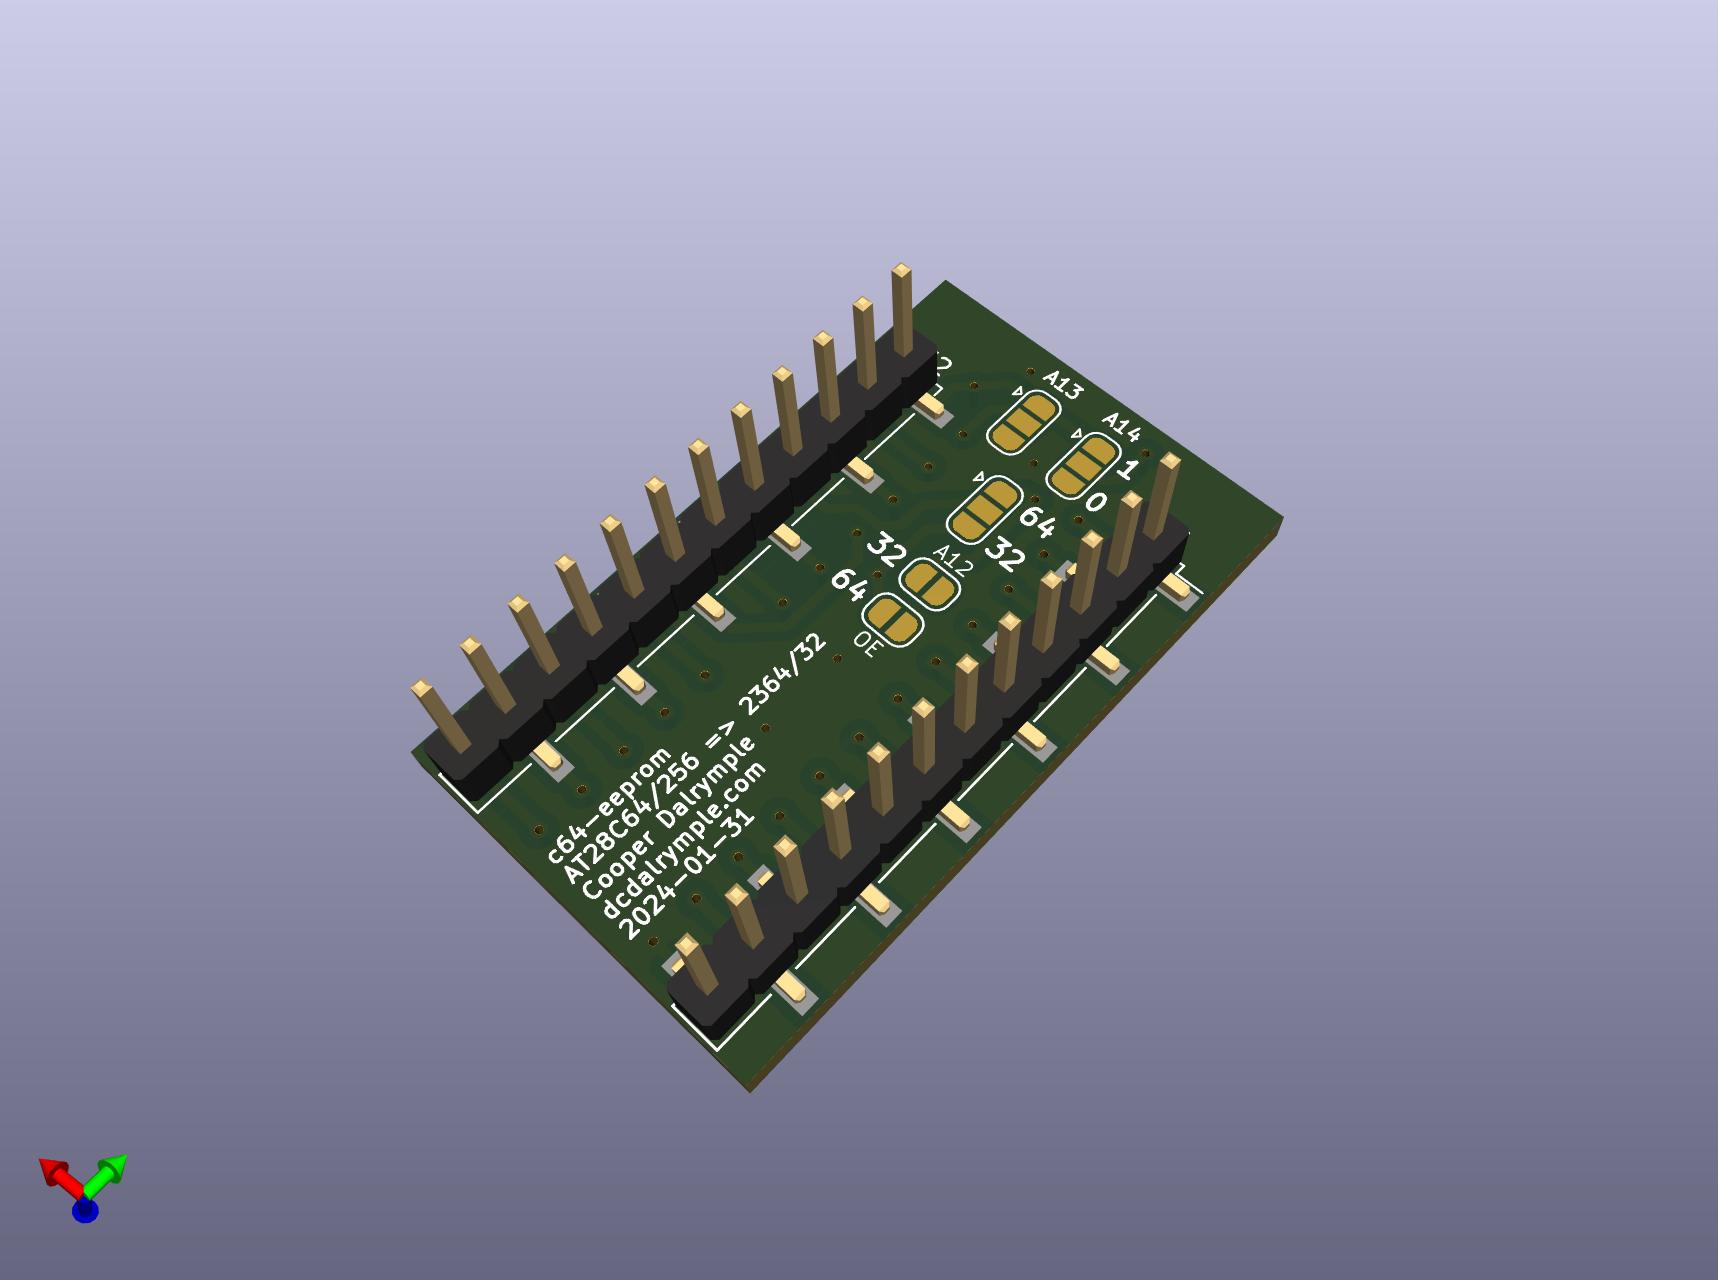 A13
A14
1
0
64
32
32
A12
64
OE
c64-eeprom
AT28C64/256 => 2364/32
Cooper Dalrymple
dcdalrymple.com
2024-01-31